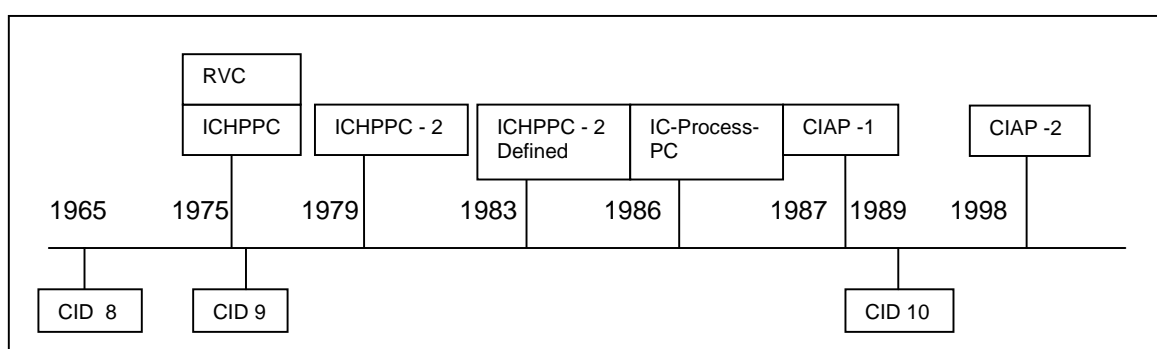 RVC
ICHPPC
ICHPPC - 2
ICHPPC - 2
Defined
IC-Process-
PC
CIAP -1
CIAP -2
1965 1975 1979 1983 1986 1987 1989 1998
CID 8
CID 9
CID 10